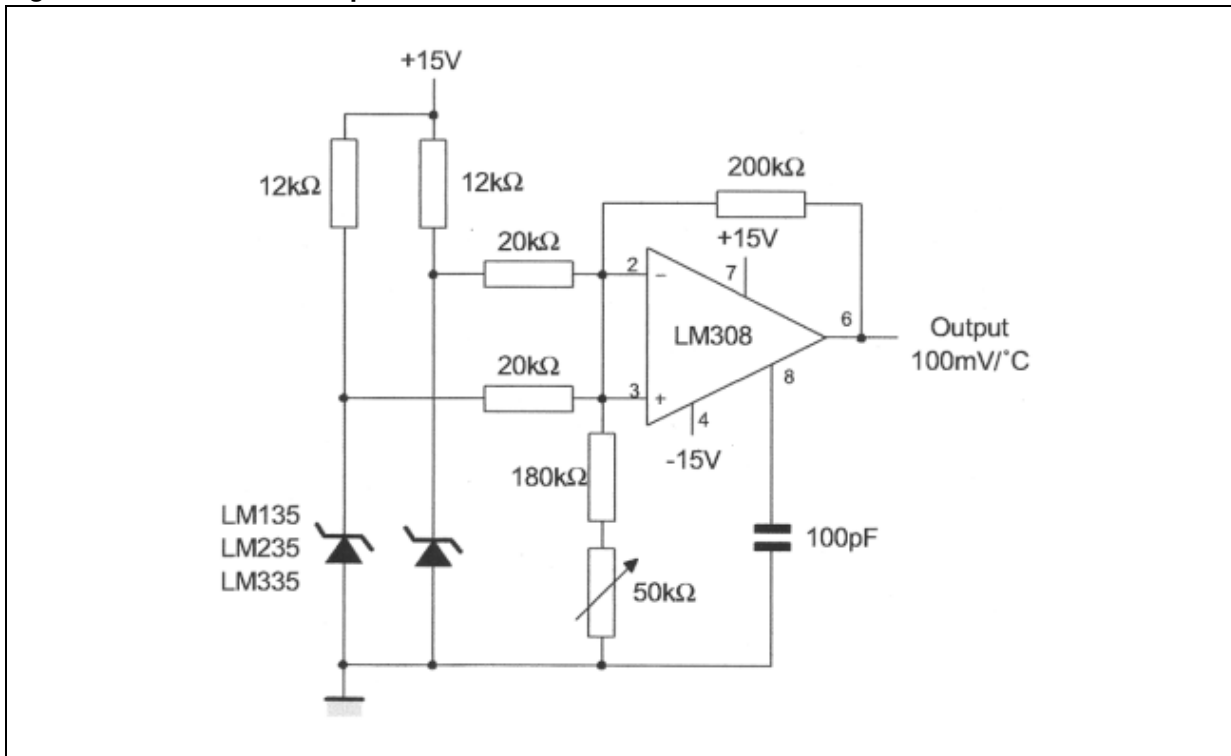 +15V
12kΩ
12kΩ
200kΩ
20kΩ
+15V
2
−
7
LM308
6
Output
100mV/˚C
20kΩ
3
+
8
4
-15V
180kΩ
LM135
LM235
LM335
100pF
50kΩ